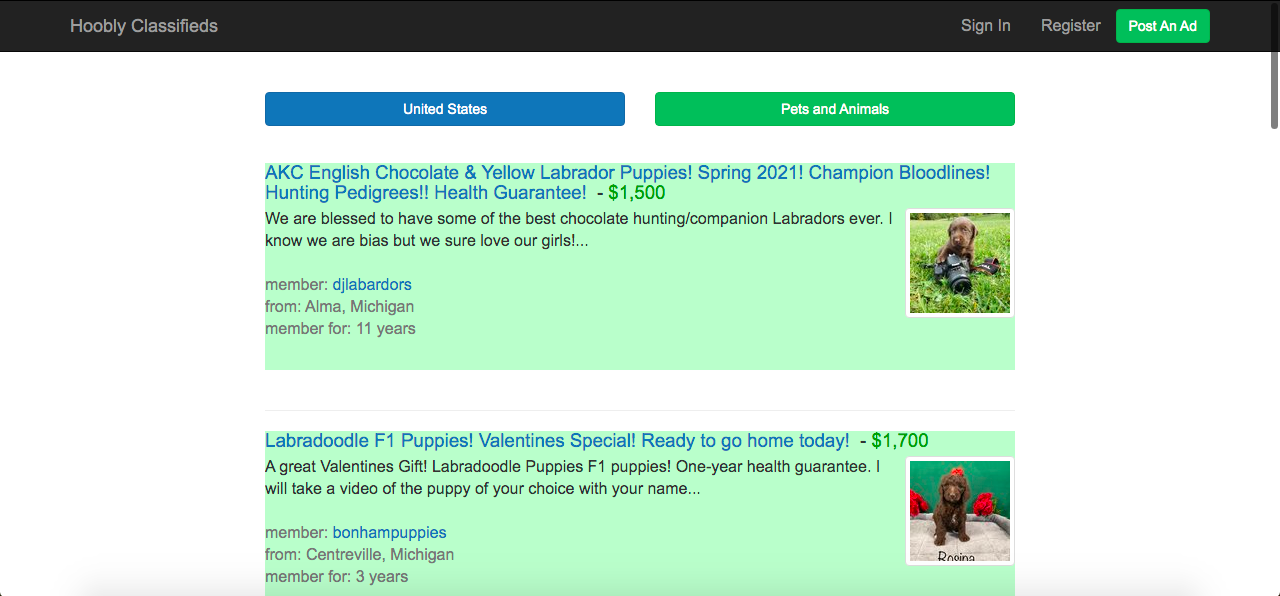 Hoobly Classifieds
Sign In
Register
Post An Ad
United States
Pets and Animals
AKC English Chocolate & Yellow Labrador Puppies! Spring 2021! Champion Bloodlines!
Hunting Pedigrees!! Health Guarantee! - $1,500
We are blessed to have some of the best chocolate hunting/companion Labradors ever. I
know we are bias but we sure love our girls!...
member: djlabardors
from: Alma, Michigan
member for: 11 years
Labradoodle F1 Puppies! Valentines Special! Ready to go home today! - $1,700
A great Valentines Gift! Labradoodle Puppies F1 puppies! One-year health guarantee. I
will take a video of the puppy of your choice with your name...
Rosina
member: bonhampuppies
from: Centreville, Michigan
member for: 3 years